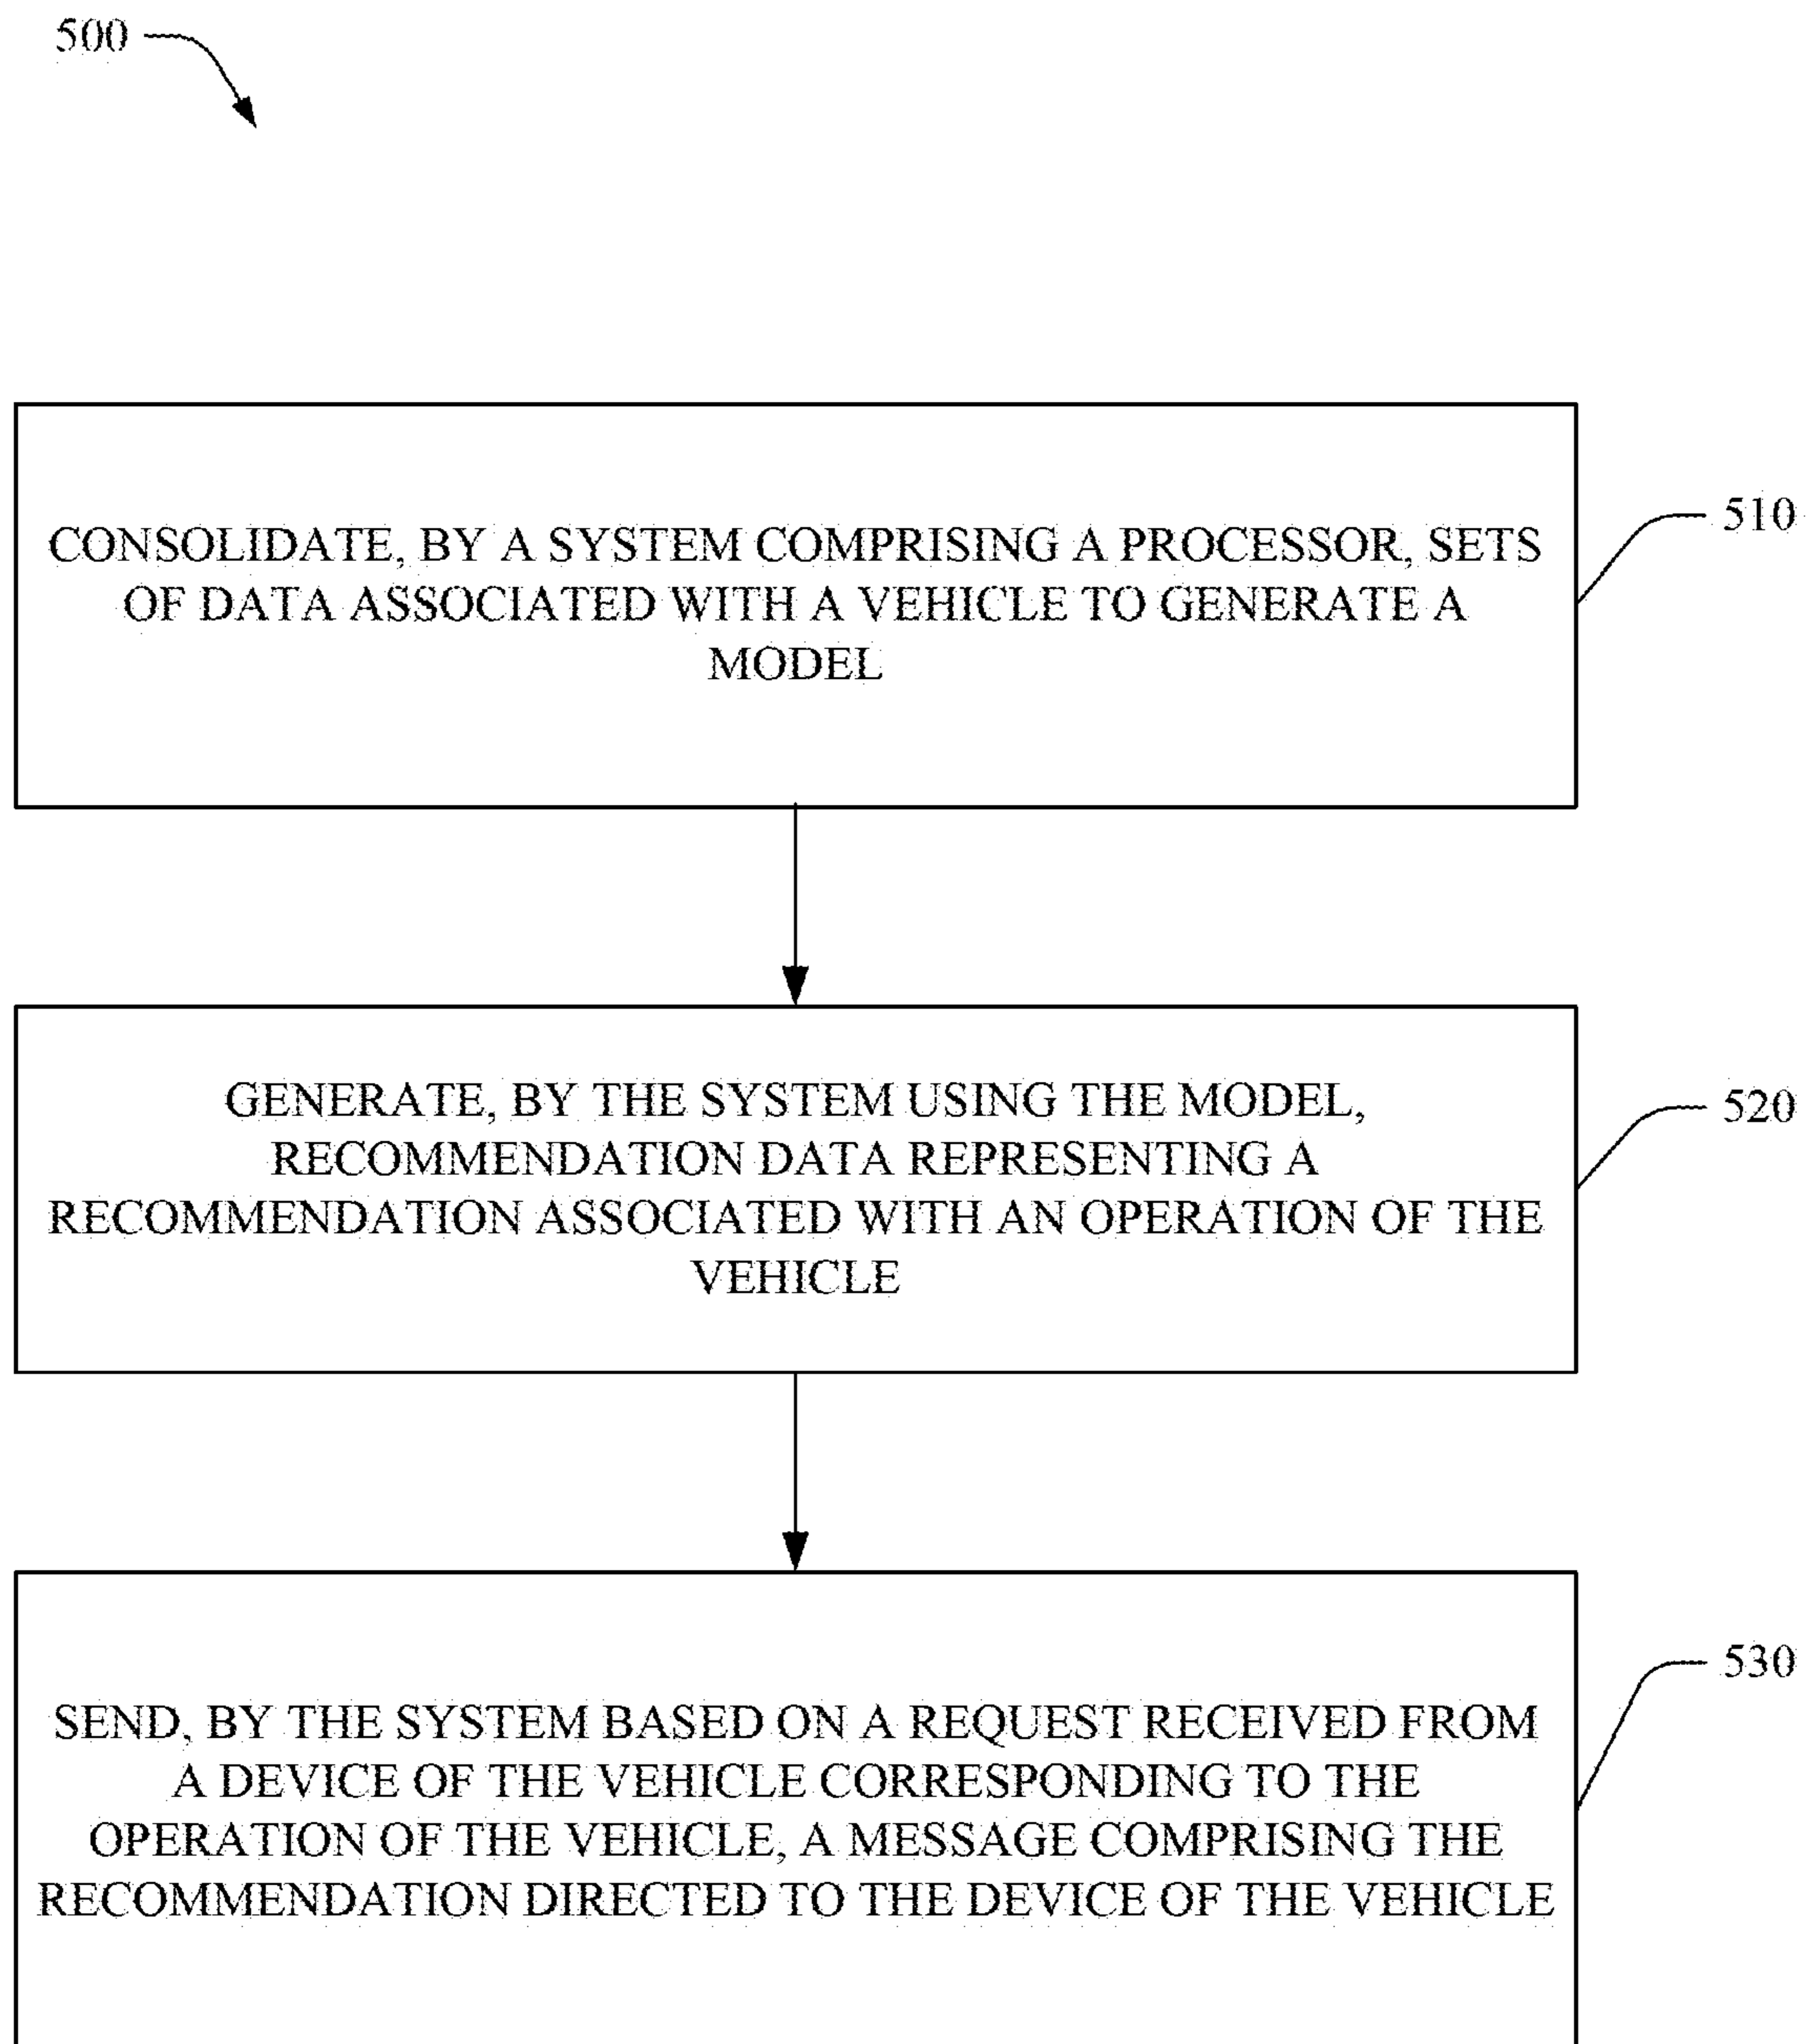 500
CONSOLIDATE, BY A SYSTEM COMPRISING A PROCESSOR, SETS
OF DATA ASSOCIATED WITH A VEHICLE TO GENERATE A
MODEL
510
GENERATE, BY THE SYSTEM USING THE MODEL,
RECOMMENDATION DATA REPRESENTING A
RECOMMENDATION ASSOCIATED WITH AN OPERATION OF THE
VEHICLE
520
SEND, BY THE SYSTEM BASED ON A REQUEST RECEIVED FROM
A DEVICE OF THE VEHICLE CORRESPONDING TO THE
OPERATION OF THE VEHICLE, A MESSAGE COMPRISING THE
RECOMMENDATION DIRECTED TO THE DEVICE OF THE VEHICLE
530